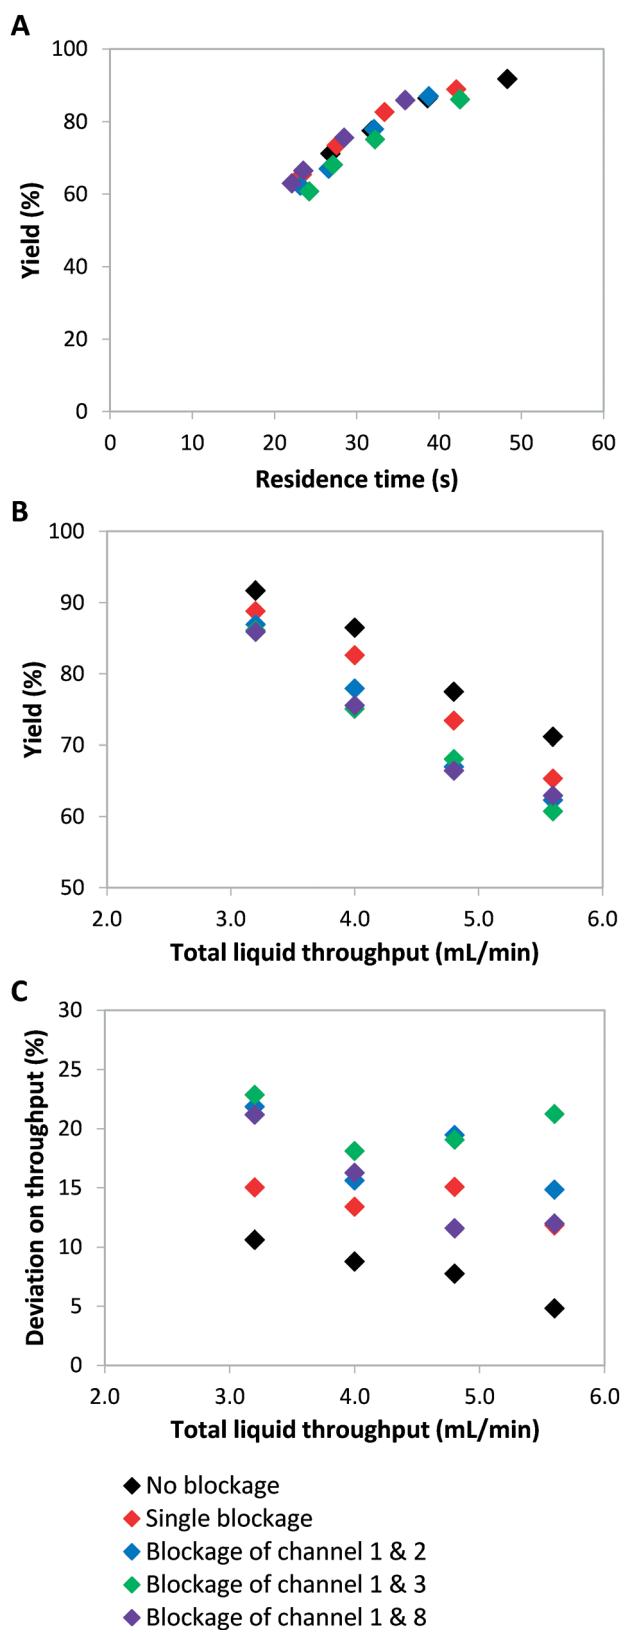 A
100
80
60
40
20
0
Yield (%)
0 10 20 30 40 50 60
Residence time (s)
B
100
90
80
70
60
50
Yield (%)
2.0 3.0 4.0 5.0 6.0
Total liquid throughput (mL/min)
C
30
25
20
15
10
5
0
Deviation on throughput (%)
2.0 3.0 4.0 5.0 6.0
Total liquid throughput (mL/min)
No blockage
Single blockage
Blockage of channel 1 & 2
Blockage of channel 1 & 3
Blockage of channel 1 & 8